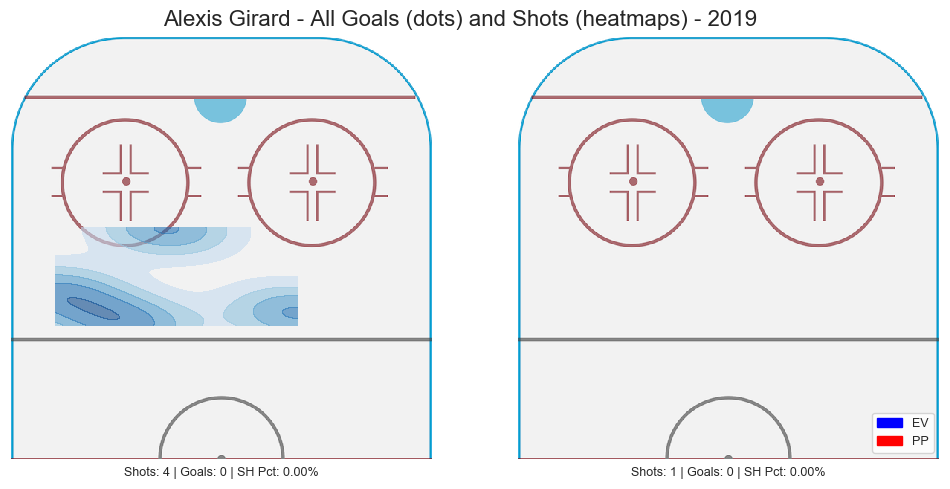 Alexis Girard - All Goals (dots) and Shots (heatmaps) - 2019
EV
PP
Shots: 4 | Goals: 0 | SH Pct: 0.00%
Shots: 1 | Goals: 0 | SH Pct: 0.00%